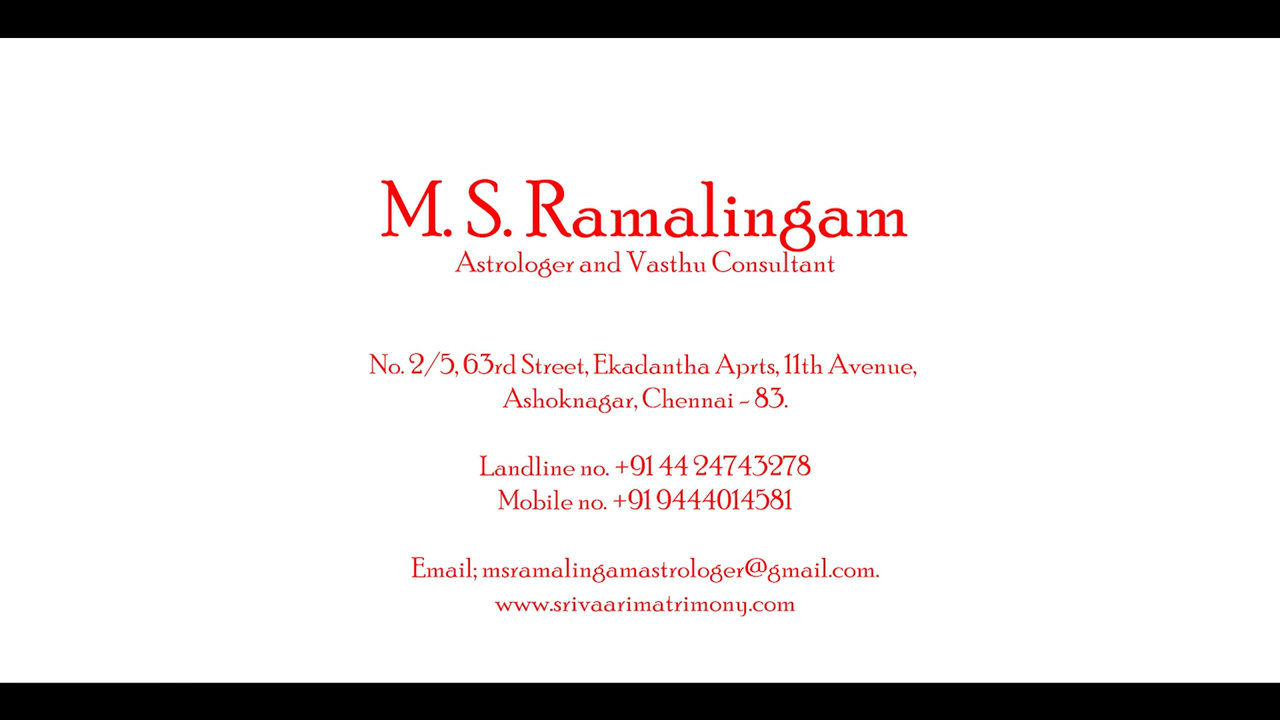 M. S. Ramalingam
Astrologer and Vasthu Consultant
No. 2/5, 63rd Street, Ekadantha Aprts, 11th Avenue,
Ashoknagar, Chennai - 83.
Landline no. +91 44 24743278
Mobile no. +91 9444014581
Email; msramalingamastrologer@gmail.com.
www.srivaarimatrimony.com